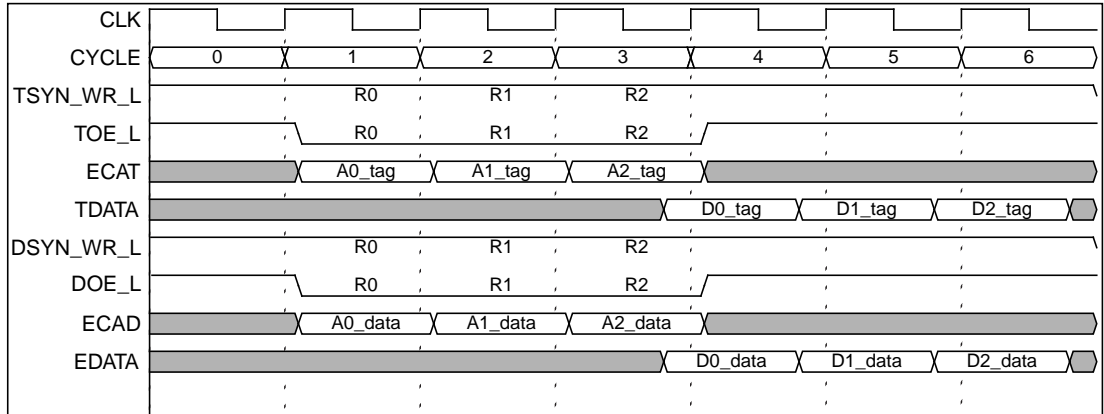 CLK
CYCLE 0 1 2 3 4 5 6
TSYN_WR_L R0 R1 R2
TOE_L R0 R1 R2
ECAT A0_tag A1_tag A2_tag
TDATA D0_tag D1_tag D2_tag
DSYN_WR_L R0 R1 R2
DOE_L R0 R1 R2
ECAD A0_data A1_data A2_data
EDATA D0_data D1_data D2_data